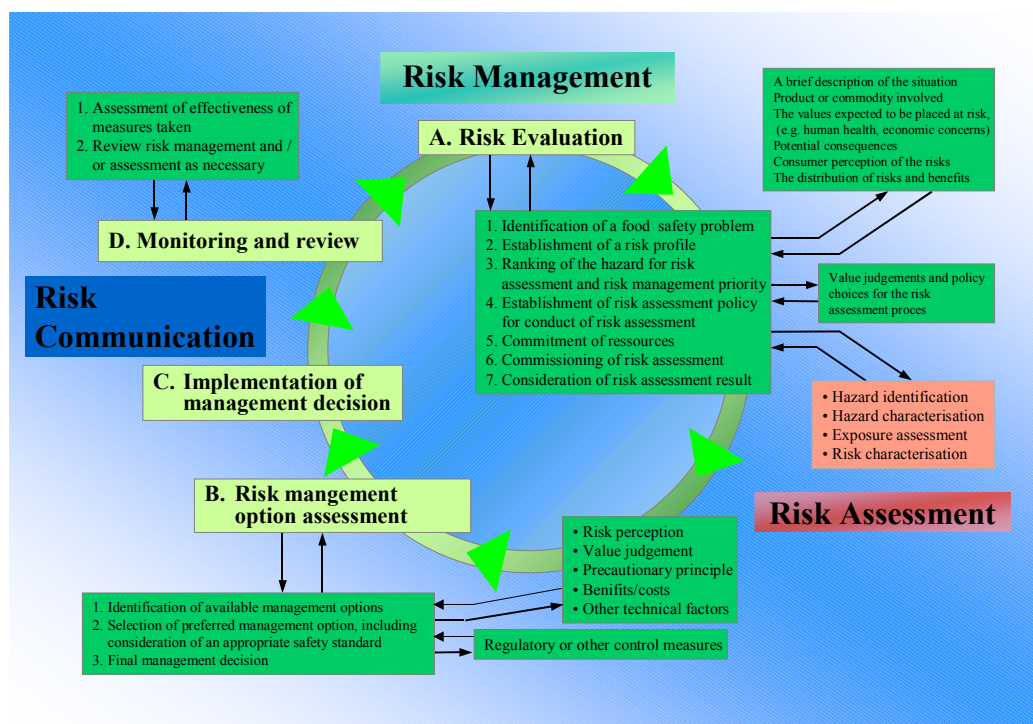 Risk Management
A. Risk Evaluation
1. Identification of a food safety problem
2. Establishment of a risk profile
3. Ranking of the hazard for risk
assessment and risk management priority
4. Establishment of risk assessment policy
for conduct of risk assessment
5. Commitment of ressources
6. Commissioning of risk assessment
7. Consideration of risk assessment result
A brief description of the situation
Product or commodity involved
The values expected to be placed at risk,
(e.g. human health, economic concerns)
Potential consequences
Consumer perception of the risks
The distribution of risks and benefits
Value judgements and policy
choices for the risk
assessment proces
• Hazard identification
• Hazard characterisation
• Exposure assessment
• Risk characterisation
Risk Assessment
B. Risk mangement
option assessment
1. Identification of available management options
2. Selection of preferred management option, including
consideration of an appropriate safety standard
3. Final management decision
• Risk perception
• Value judgement
• Precautionary principle
• Benifits/costs
• Other technical factors
Regulatory or other control measures
C. Implementation of
management decision
Risk
Communication
D. Monitoring and review
1. Assessment of effectiveness of
measures taken
2. Review risk management and /
or assessment as necessary